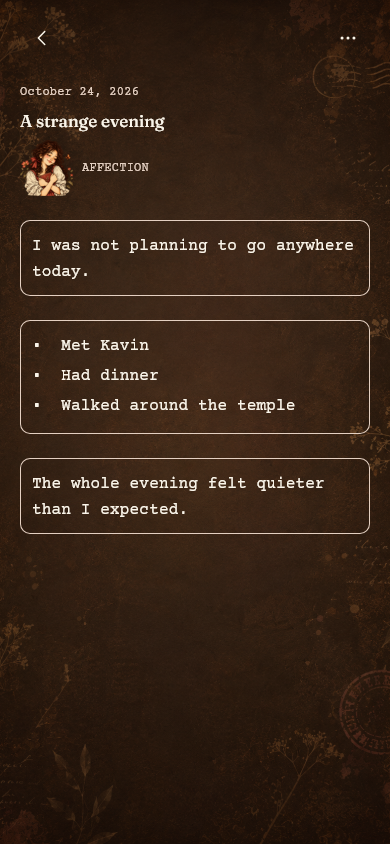 October 24, 2026
A strange evening
AFFECTION
I was not planning to go anywhere
today.
▪ Met Kavin
▪ Had dinner
▪ Walked around the temple
The whole evening felt quieter
than I expected.